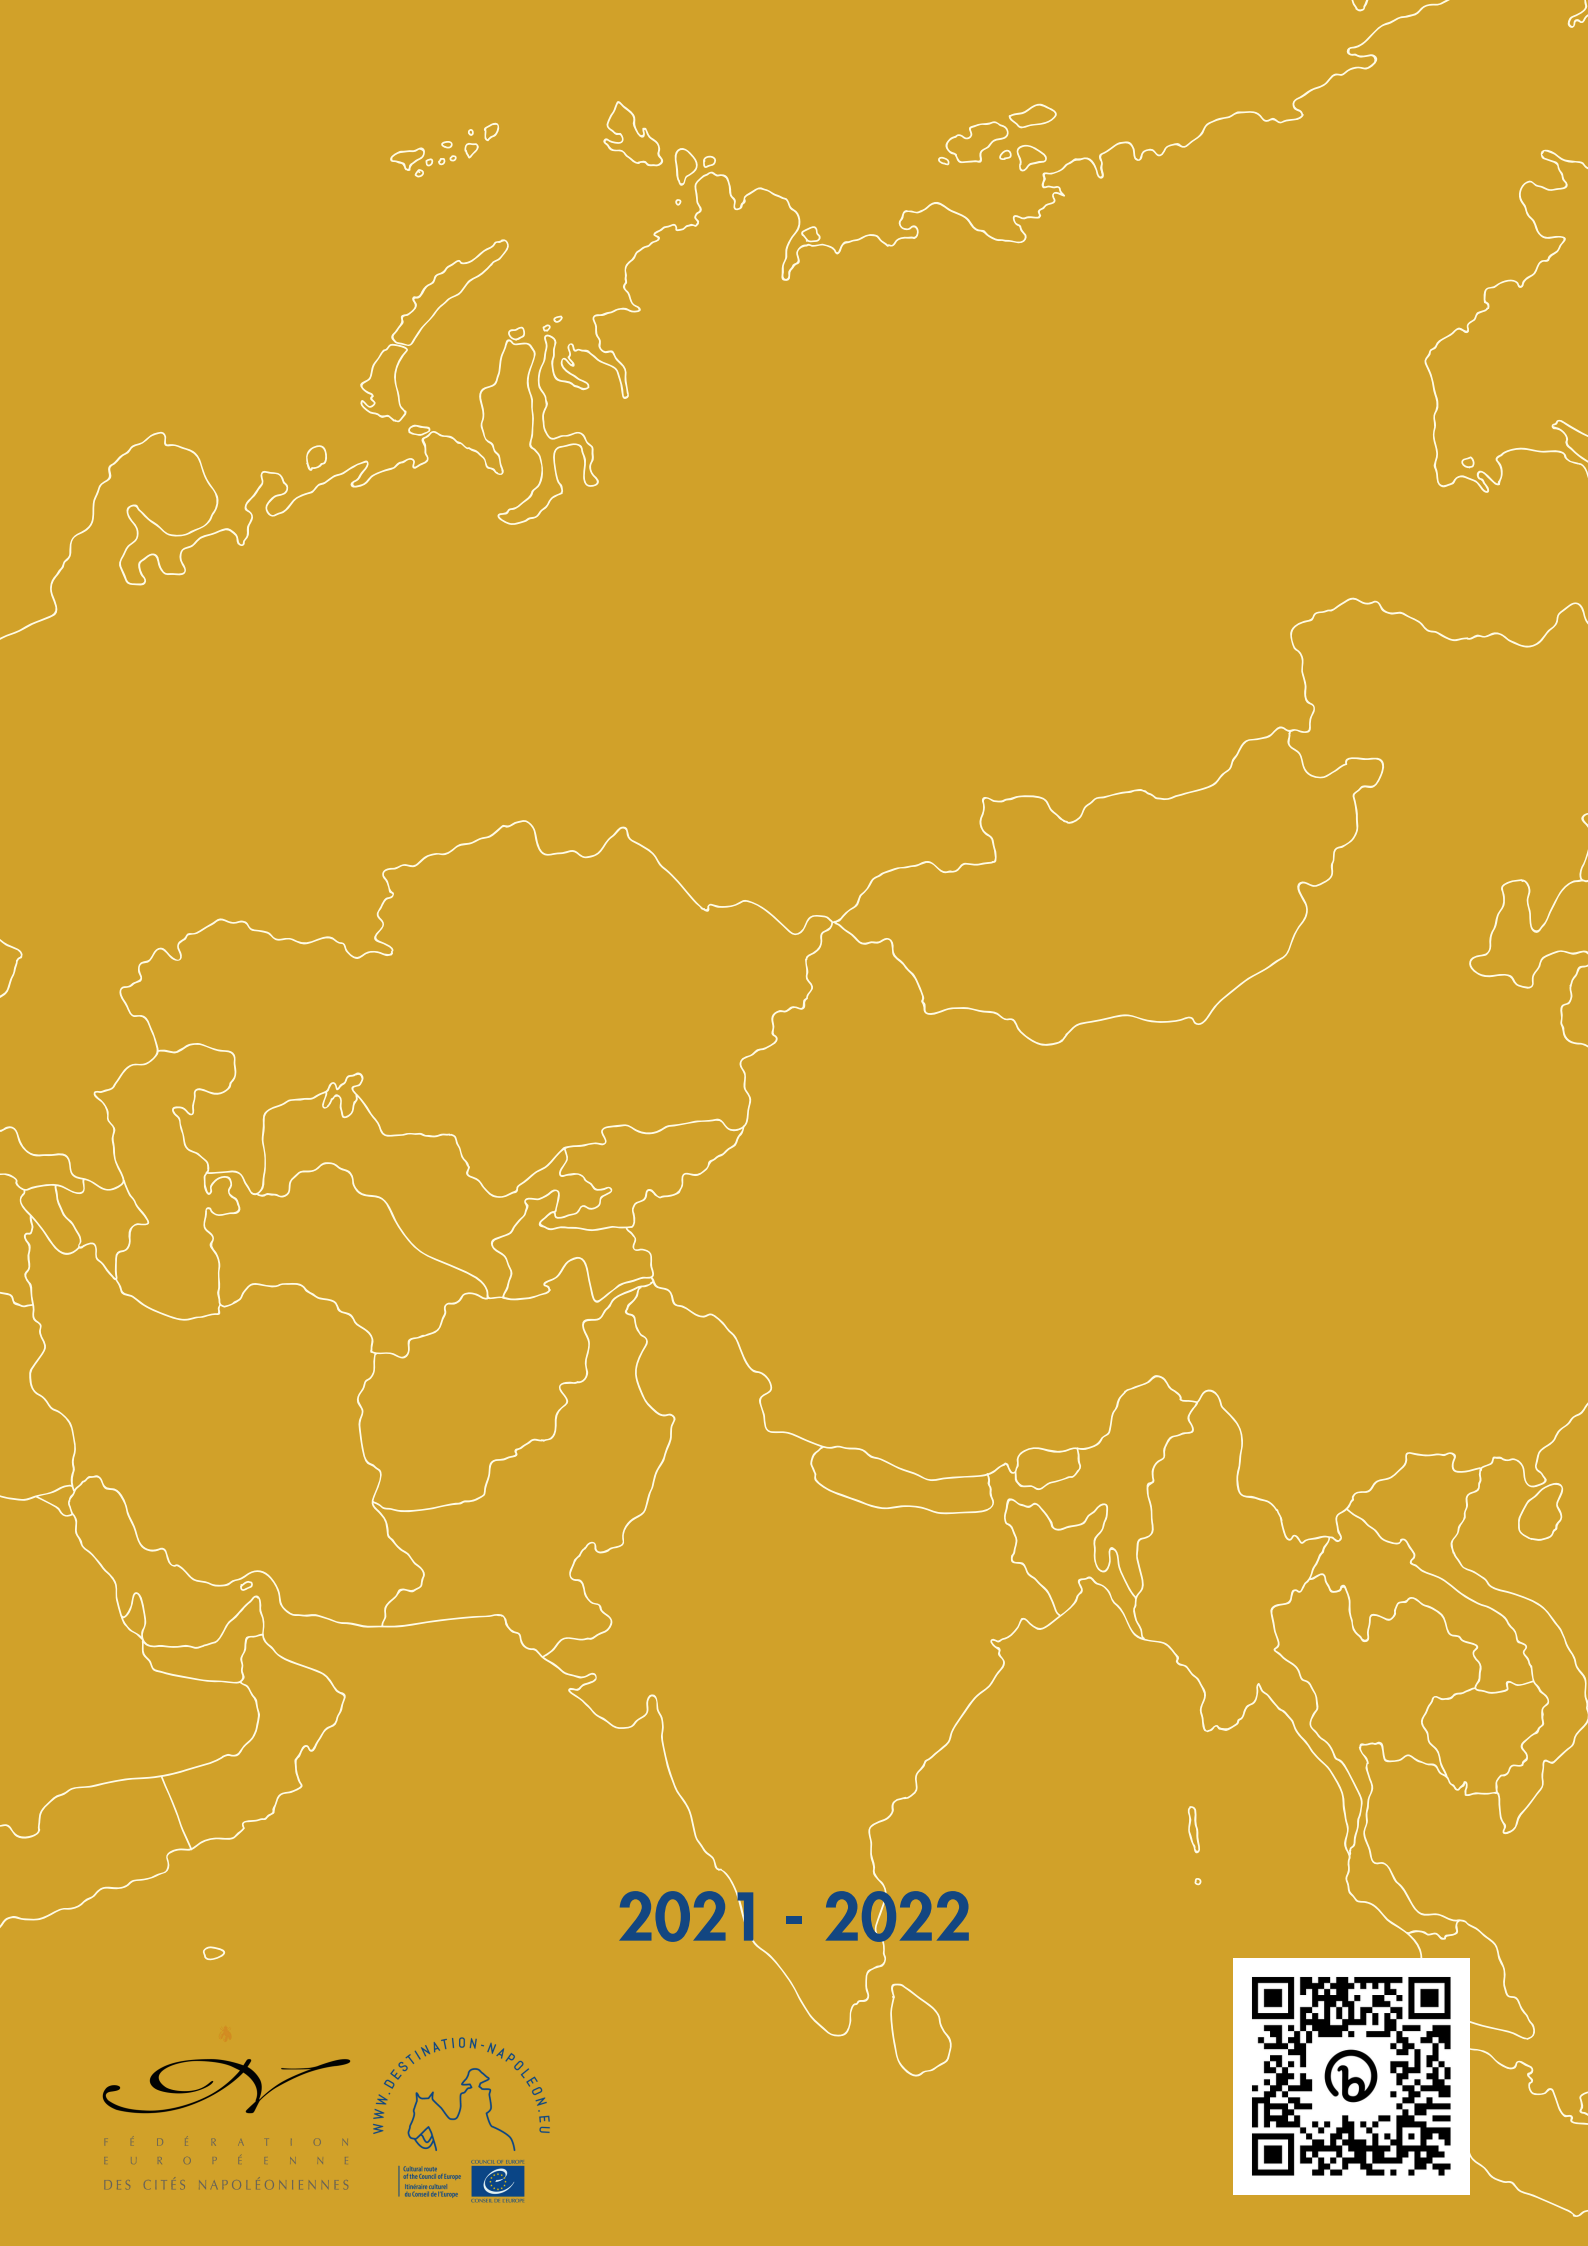 2021 - 2022
FÉDÉRATION
EUROPÉENNE
DES CITÉS NAPOLÉONIENNES
WWW.DESTINATION-NAPOLEON.EU
Cultural route
of the Council of Europe
Itinéraire culturel
du Conseil de l'Europe
COUNCIL OF EUROPE
CONSEIL DE L'EUROPE
b